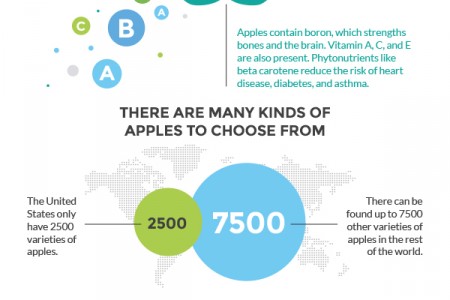 C
B
A
A
Apples contain boron, which strengths
bones and the brain. Vitamin A, C, and E
are also present. Phytonutrients like
beta carotene reduce the risk of heart
disease, diabetes, and asthma.
THERE ARE MANY KINDS OF
APPLES TO CHOOSE FROM
The United
States only
have 2500
varieties of
apples.
2500
7500
There can
be found up to 7500
other varieties of
apples in the rest
of the world.